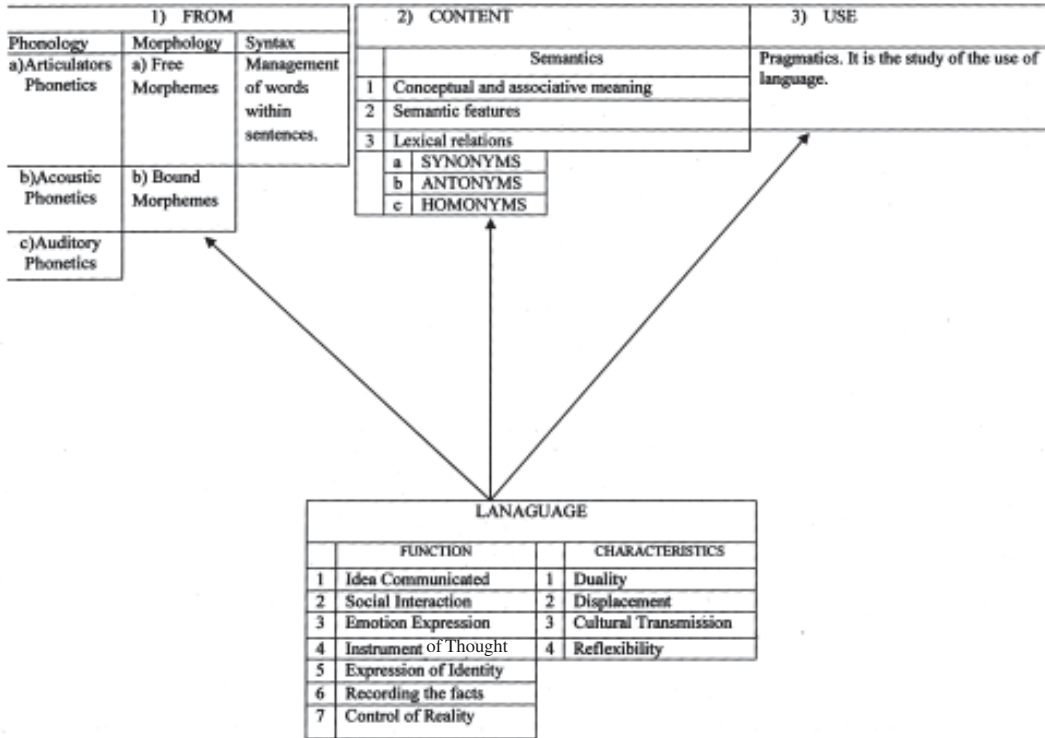 1) FROM
Phonology Morphology Syntax
a)Articulators Phonetics
a) Free Morphemes
Management of words within sentences.
b)Acoustic Phonetics
b) Bound Morphemes
c)Auditory Phonetics
2) CONTENT
Semantics
1 Conceptual and associative meaning
2 Semantic features
3 Lexical relations
a SYNONYMS
b ANTONYMS
c HOMONYMS
3) USE
Pragmatics. It is the study of the use of
language.
LANAGUAGE
FUNCTION CHARACTERISTICS
1 Idea Communicated 1 Duality
2 Social Interaction 2 Displacement
3 Emotion Expression 3 Cultural Transmission
4 Instrument of Thought 4 Reflexibility
5 Expression of Identity
6 Recording the facts
7 Control of Reality